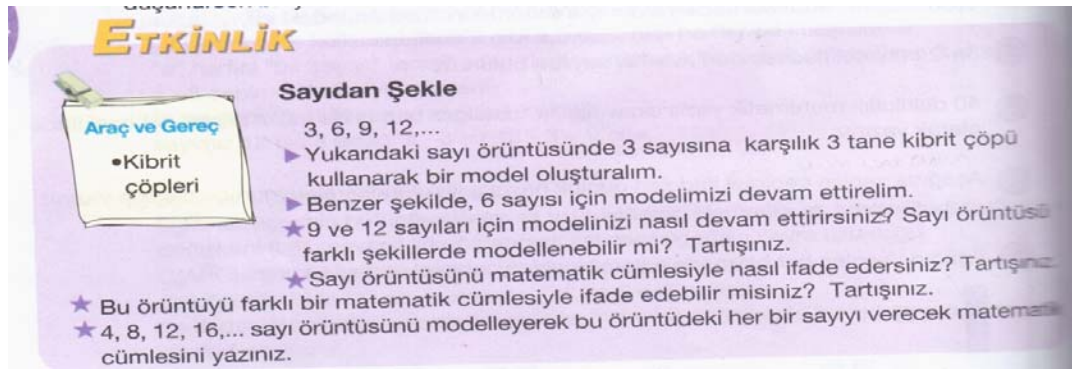 ETKİNLİK
Sayıdan Şekle
Araç ve Gereç
•Kibrit
çöpleri
3, 6, 9, 12,...
Yukarıdaki sayı örüntüsünde 3 sayısına karşılık 3 tane kibrit çöpü
kullanarak bir model oluşturalım.
Benzer şekilde, 6 sayısı için modelimizi devam ettirelim.
9 ve 12 sayıları için modelinizi nasıl devam ettirirsiniz? Sayı örüntüsü
farklı şekillerde modellenebilir mi? Tartışınız.
Sayı örüntüsünü matematik cümlesiyle nasıl ifade edersiniz? Tartışınız.
Bu örüntüyü farklı bir matematik cümlesiyle ifade edebilir misiniz? Tartışınız.
4, 8, 12, 16,... sayı örüntüsünü modelleyerek bu örüntüdeki her bir sayıyı verecek matematik
cümlesini yazınız.